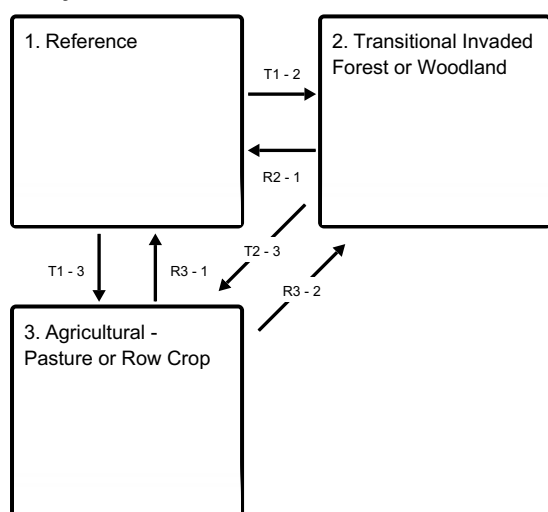 1. Reference
2. Transitional Invaded
Forest or Woodland
T1 - 2
R2 - 1
T1 - 3
R3 - 1
T2 - 3
R3 - 2
3. Agricultural -
Pasture or Row Crop